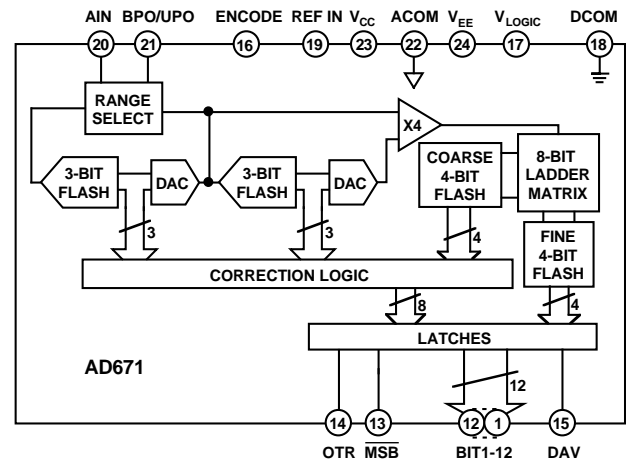 AIN BPO/UPO ENCODE REF IN VCC ACOM VEE VLOGIC DCOM
20 21 16 19 23 22 24 17 18
RANGE
SELECT
X4
3-BIT
FLASH
DAC
3-BIT
FLASH
DAC
COARSE
4-BIT
FLASH
8-BIT
LADDER
MATRIX
3
3
4
FINE
4-BIT
FLASH
CORRECTION LOGIC
8
4
LATCHES
AD671
12
14 13 12 1 15
OTR MSB BIT1-12 DAV